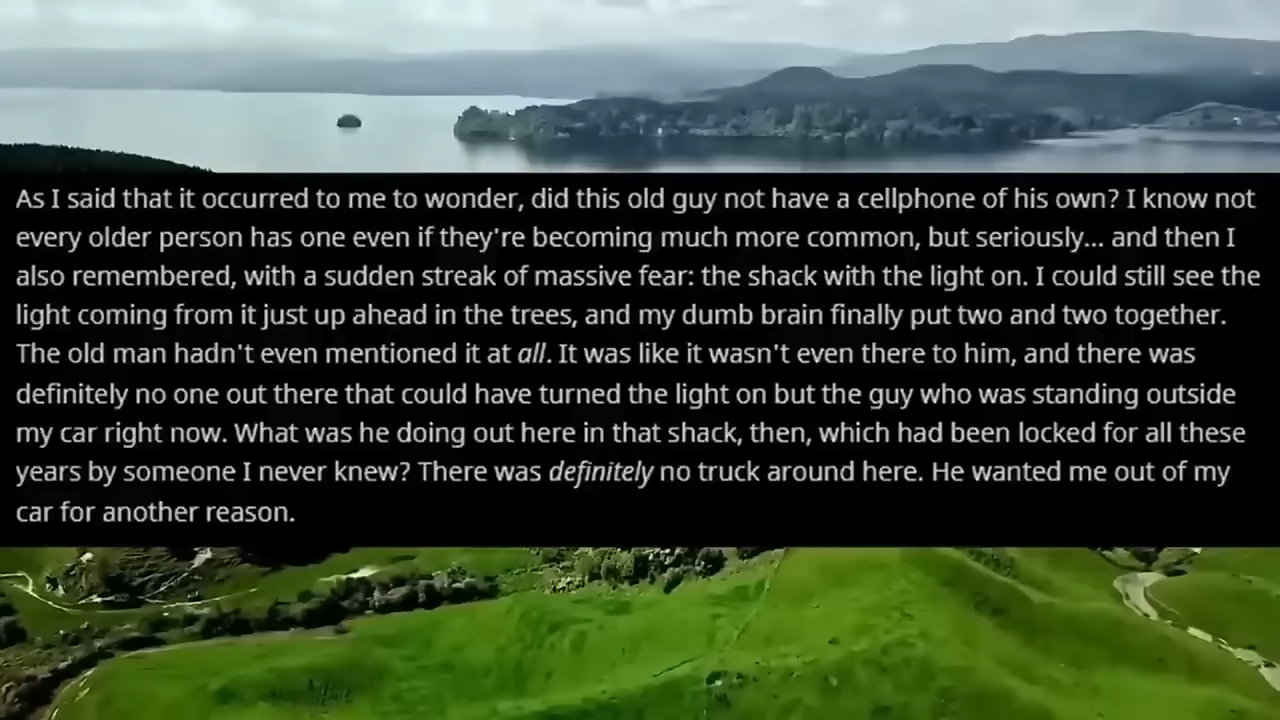 As I said that it occurred to me to wonder, did this old guy not have a cellphone of his own? I know not
every older person has one even if they're becoming much more common, but seriously... and then I
also remembered, with a sudden streak of massive fear: the shack with the light on. I could still see the
light coming from it just up ahead in the trees, and my dumb brain finally put two and two together.
The old man hadn't even mentioned it at all. It was like it wasn't even there to him, and there was
definitely no one out there that could have turned the light on but the guy who was standing outside
my car right now. What was he doing out here in that shack, then, which had been locked for all these
years by someone I never knew? There was definitely no truck around here. He wanted me out of my
car for another reason.